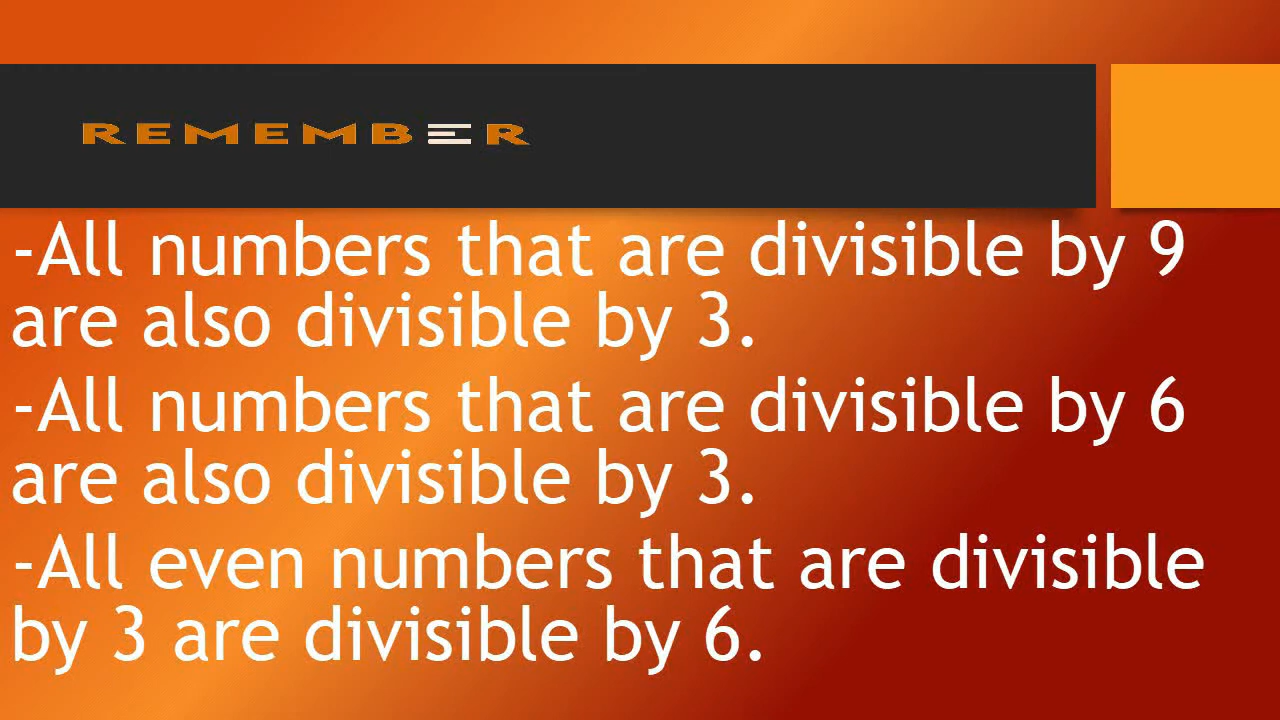 REMEMBER
-All numbers that are divisible by 9
are also divisible by 3.
-All numbers that are divisible by 6
are also divisible by 3.
-All even numbers that are divisible
by 3 are divisible by 6.